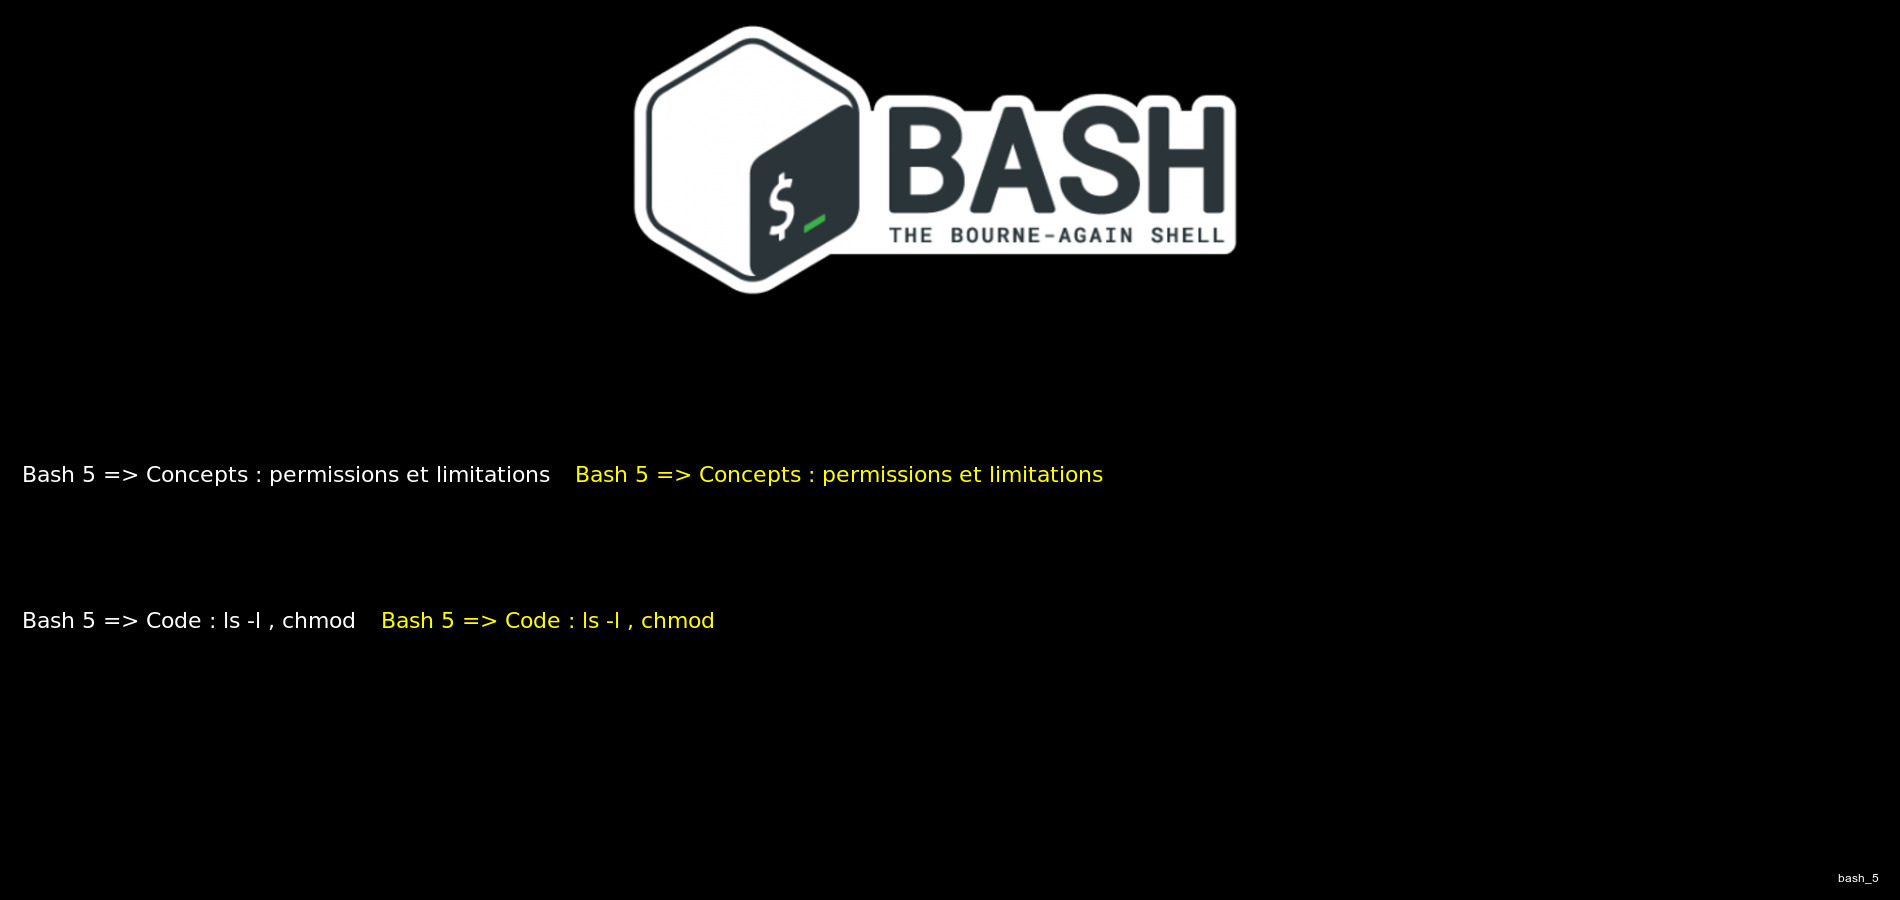 $_
BASH
THE BOURNE-AGAIN SHELL
Bash 5 => Concepts : permissions et limitations Bash 5 => Concepts : permissions et limitations
Bash 5 => Code : ls -l , chmod Bash 5 => Code : ls -l , chmod
bash_5